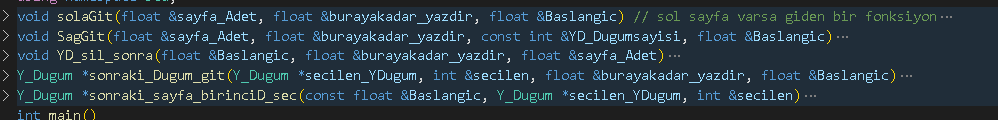 void solaGit(float &sayfa_Adet, float &burayakadar_yazdir, float &Baslangic) // sol sayfa varsa giden bir fonksiyon ···
void SagGit(float &sayfa_Adet, float &burayakadar_yazdir, const int &YD_Dugumsayisi, float &Baslangic) ···
void YD_sil_sonra(float &Baslangic, float &burayakadar_yazdir, float &sayfa_Adet) ···
Y_Dugum *sonraki_Dugum_git(Y_Dugum *secilen_YDugum, int &secilen, float &burayakadar_yazdir, float &Baslangic) ···
Y_Dugum *sonraki_sayfa_birinciD_sec(const float &Baslangic, Y_Dugum *secilen_YDugum, int &secilen) ···
int main()